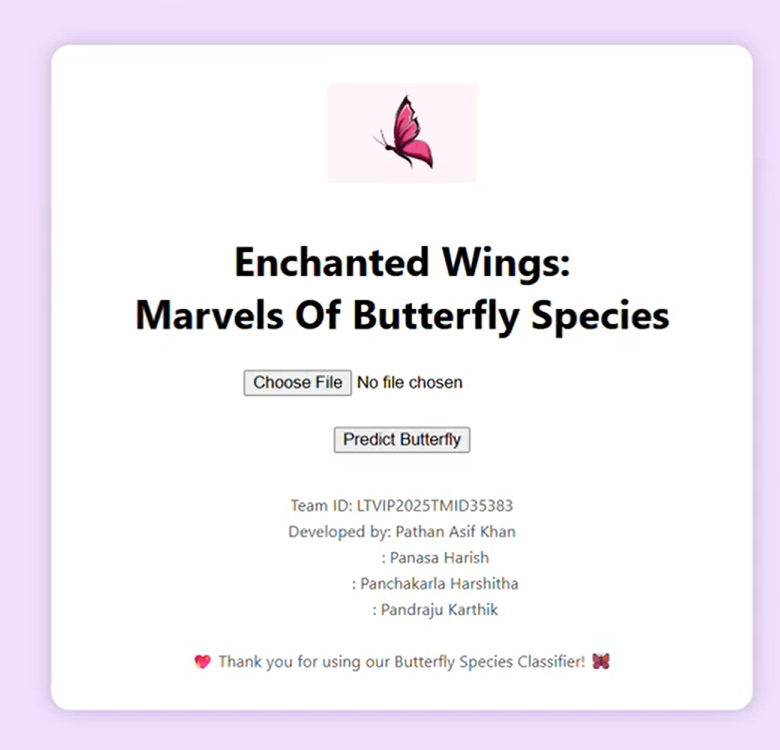 Enchanted Wings:
Marvels Of Butterfly Species
Choose File No file chosen
Predict Butterfly
Team ID: LTVIP2025TMID35383
Developed by: Pathan Asif Khan
: Panasa Harish
: Panchakarla Harshitha
: Pandraju Karthik
💖 Thank you for using our Butterfly Species Classifier! 🦋